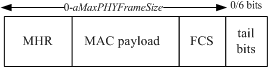 0-aMaxPHYFrameSize 0/6 bits
MHR MAC payload FCS tail bits